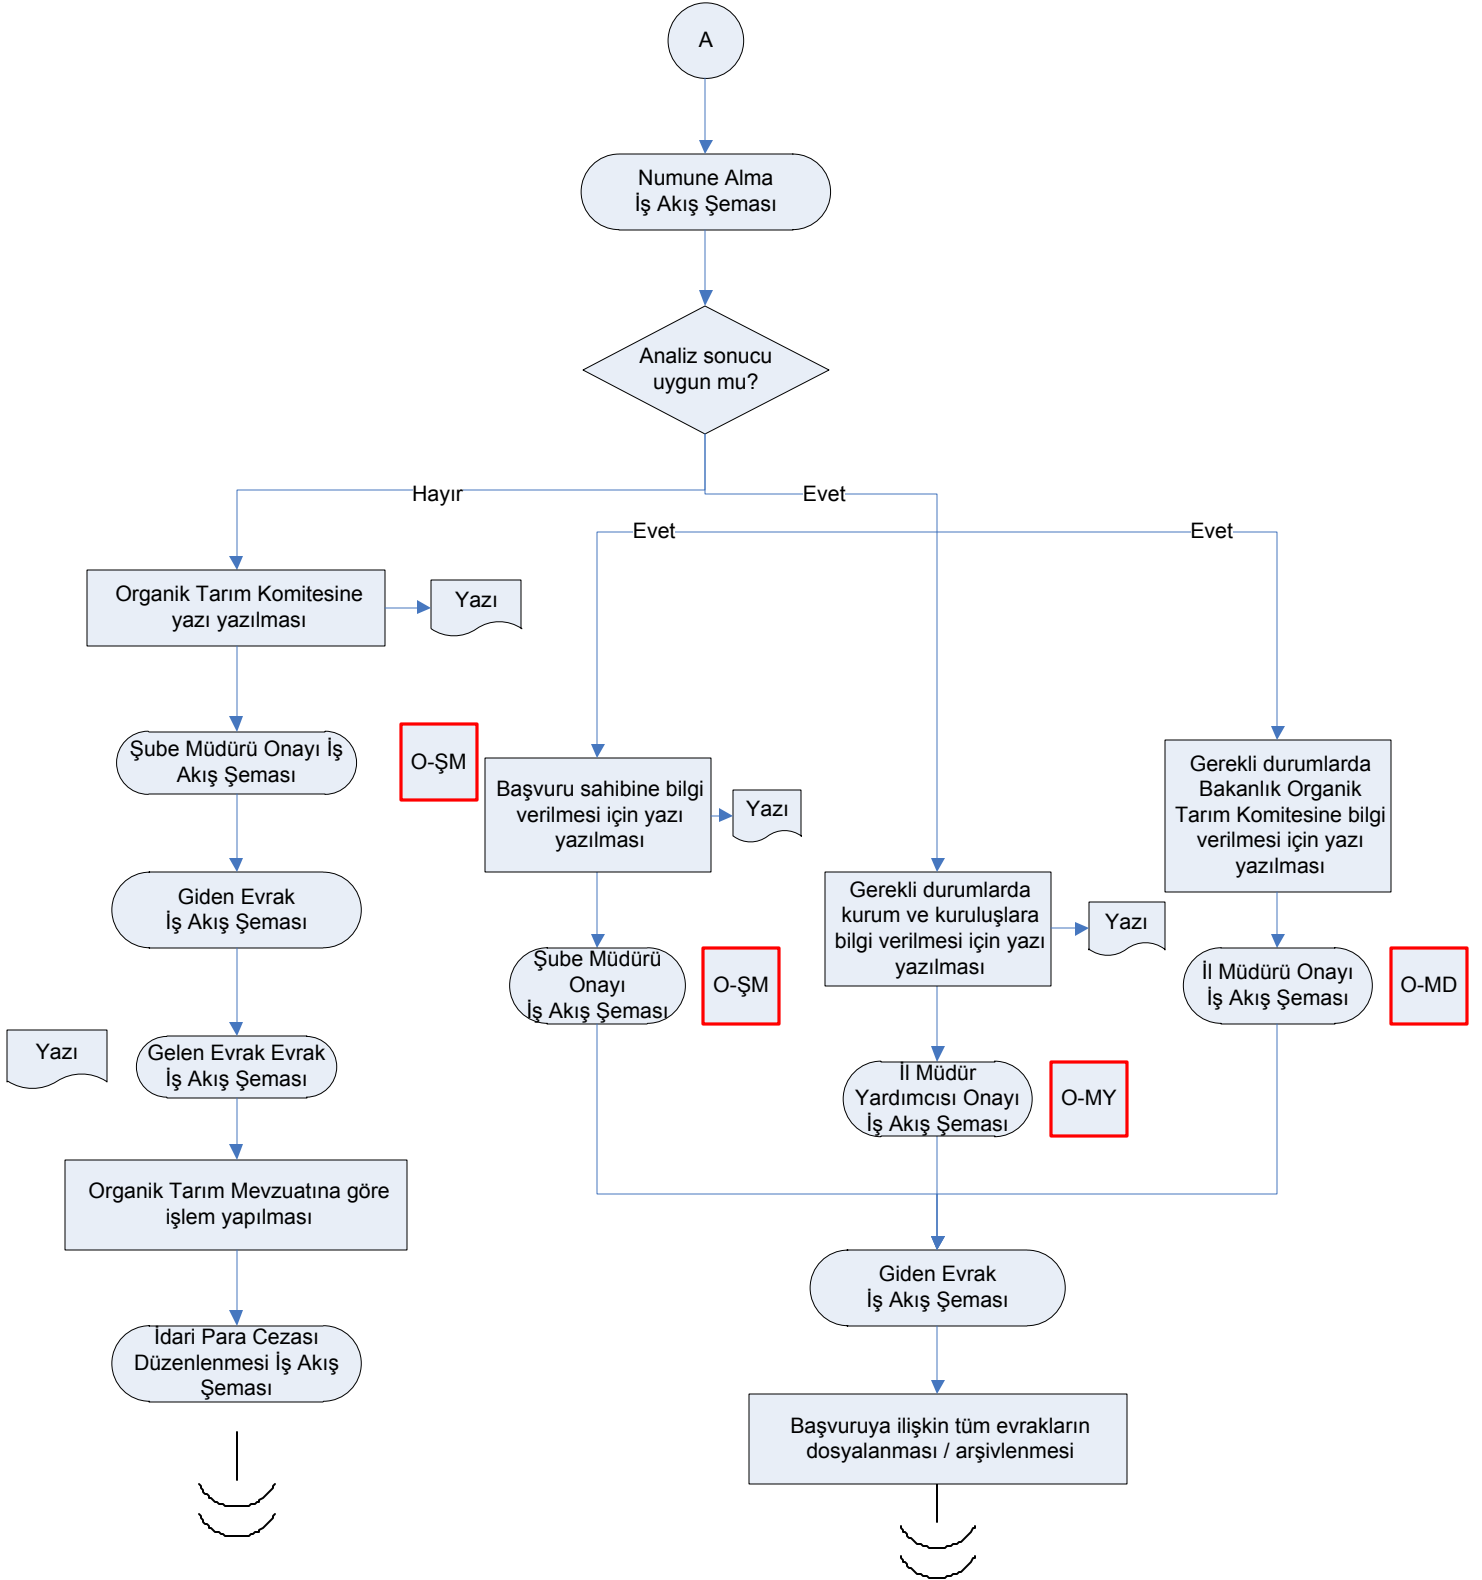 A
Numune Alma
İş Akış Şeması
Analiz sonucu
uygun mu?
Hayır
Evet
Evet
Evet
Organik Tarım Komitesine
yazı yazılması
Yazı
Şube Müdürü Onayı İş
Akış Şeması
O-ŞM
Giden Evrak
İş Akış Şeması
Yazı
Gelen Evrak Evrak
İş Akış Şeması
Organik Tarım Mevzuatına göre
işlem yapılması
İdari Para Cezası
Düzenlenmesi İş Akış
Şeması
Başvuru sahibine bilgi
verilmesi için yazı
yazılması
Yazı
Şube Müdürü
Onayı
İş Akış Şeması
O-ŞM
Gerekli durumlarda
kurum ve kuruluşlara
bilgi verilmesi için yazı
yazılması
Yazı
İl Müdür
Yardımcısı Onayı
İş Akış Şeması
O-MY
Gerekli durumlarda
Bakanlık Organik
Tarım Komitesine bilgi
verilmesi için yazı
yazılması
İl Müdürü Onayı
İş Akış Şeması
O-MD
Giden Evrak
İş Akış Şeması
Başvuruya ilişkin tüm evrakların
dosyalanması / arşivlenmesi